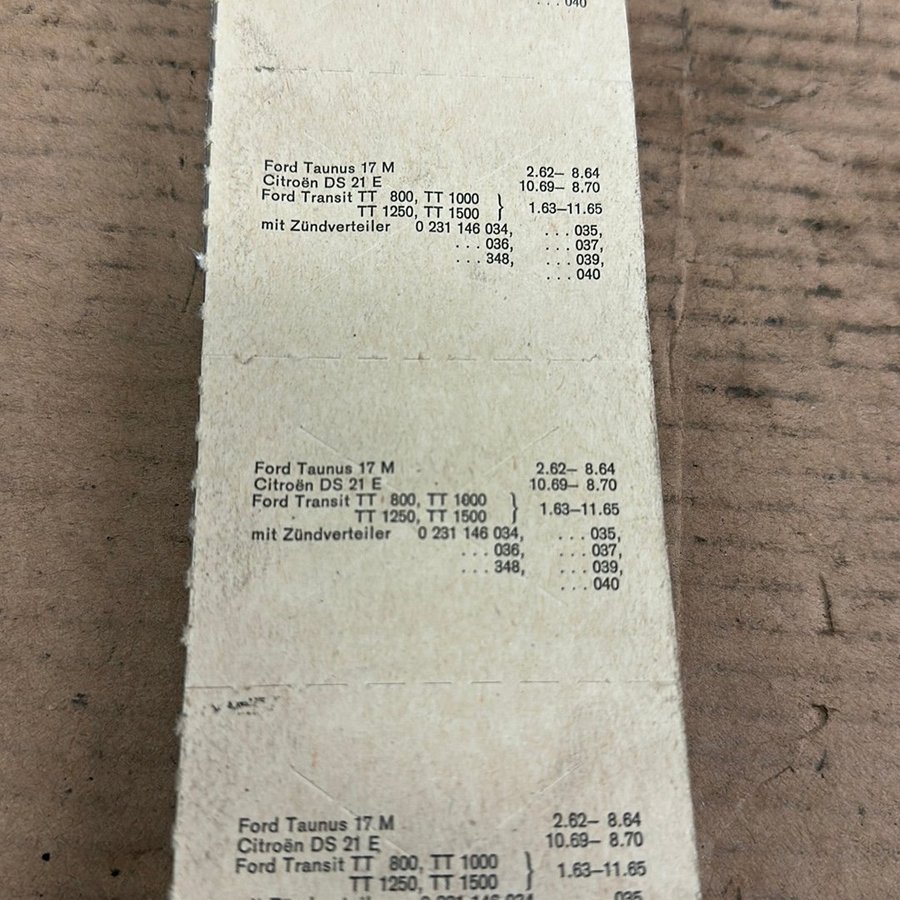 ... 040
Ford Taunus 17 M 2.62– 8.64
Citroën DS 21 E 10.69– 8.70
Ford Transit TT 800, TT 1000
TT 1250, TT 1500 } 1.63–11.65
mit Zündverteiler 0 231 146 034, ... 035,
... 036, ... 037,
... 348, ... 039,
... 040
Ford Taunus 17 M 2.62– 8.64
Citroën DS 21 E 10.69– 8.70
Ford Transit TT 800, TT 1000
TT 1250, TT 1500 } 1.63–11.65
mit Zündverteiler 0 231 146 034, ... 035,
... 036, ... 037,
... 348, ... 039,
... 040
Ford Taunus 17 M 2.62– 8.64
Citroën DS 21 E 10.69– 8.70
Ford Transit TT 800, TT 1000
TT 1250, TT 1500 } 1.63–11.65